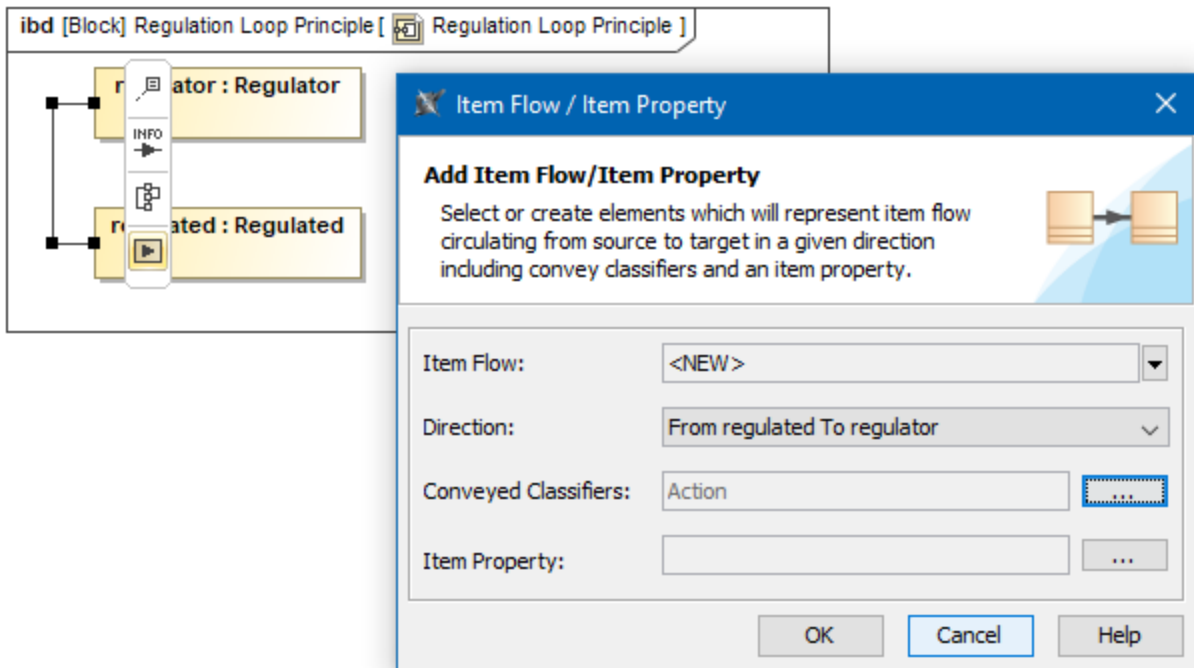 ibd [Block] Regulation Loop Principle [ Regulation Loop Principle ]
r ator : Regulator
INFO
re ated : Regulated
Item Flow / Item Property
Add Item Flow/Item Property
Select or create elements which will represent item flow
circulating from source to target in a given direction
including convey classifiers and an item property.
Item Flow: <NEW>
Direction: From regulated To regulator
Conveyed Classifiers: Action ...
Item Property: ...
OK Cancel Help